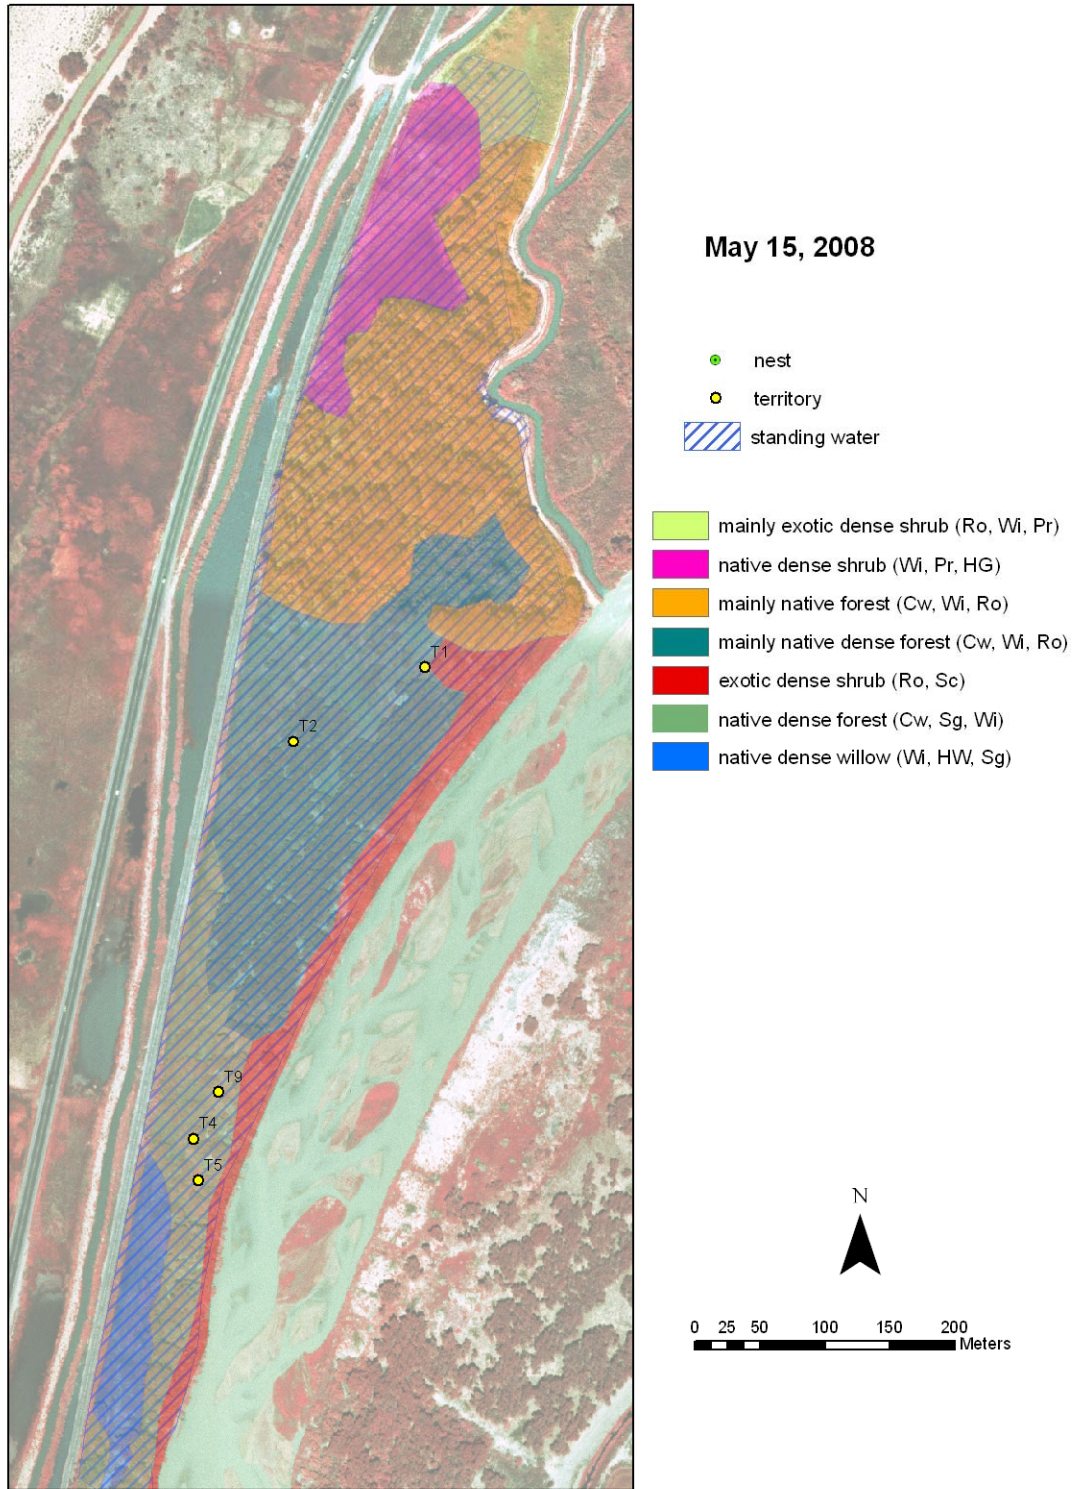 May 15, 2008
nest
territory
standing water
mainly exotic dense shrub (Ro, Wi, Pr)
native dense shrub (Wi, Pr, HG)
mainly native forest (Cw, Wi, Ro)
mainly native dense forest (Cw, Wi, Ro)
exotic dense shrub (Ro, Sc)
native dense forest (Cw, Sg, Wi)
native dense willow (Wi, HW, Sg)
T1
T2
T9
T4
T5
N
0 25 50 100 150 200
Meters